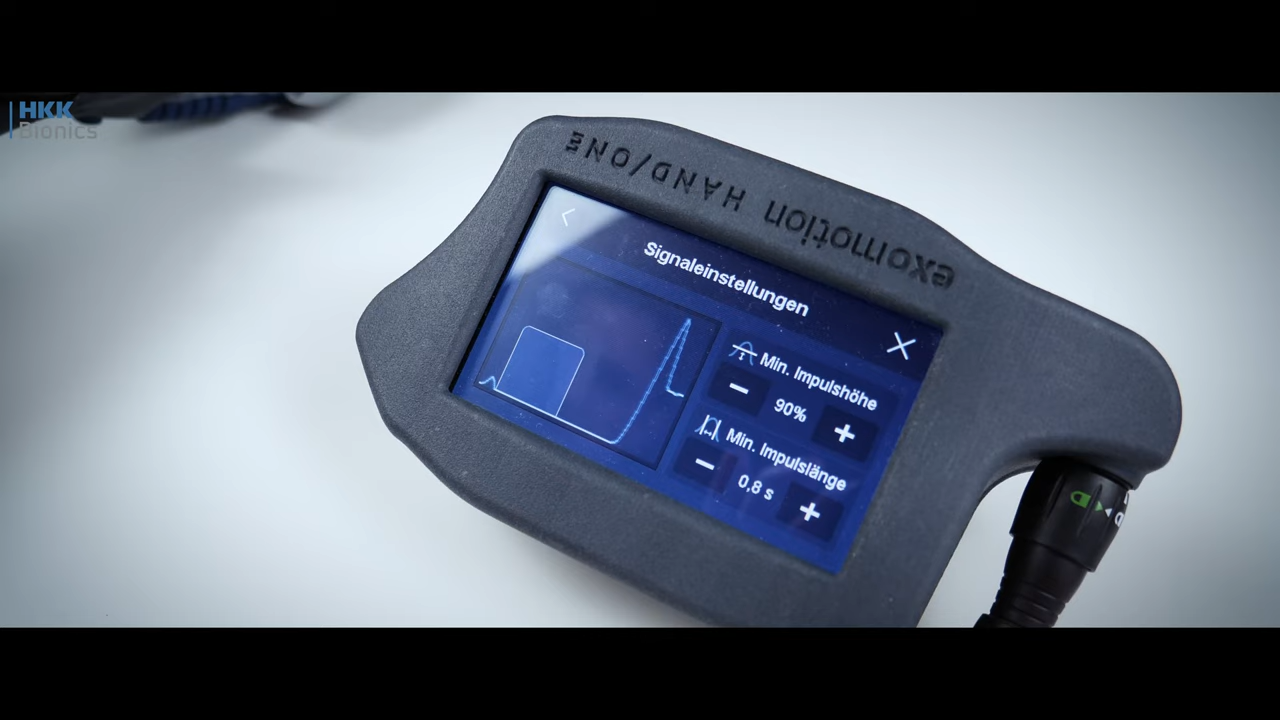 HKK
Bionics
exomotion HAND/ONE
Signaleinstellungen
Min. Impulshöhe
90%
Min. Impulslänge
0,8 s